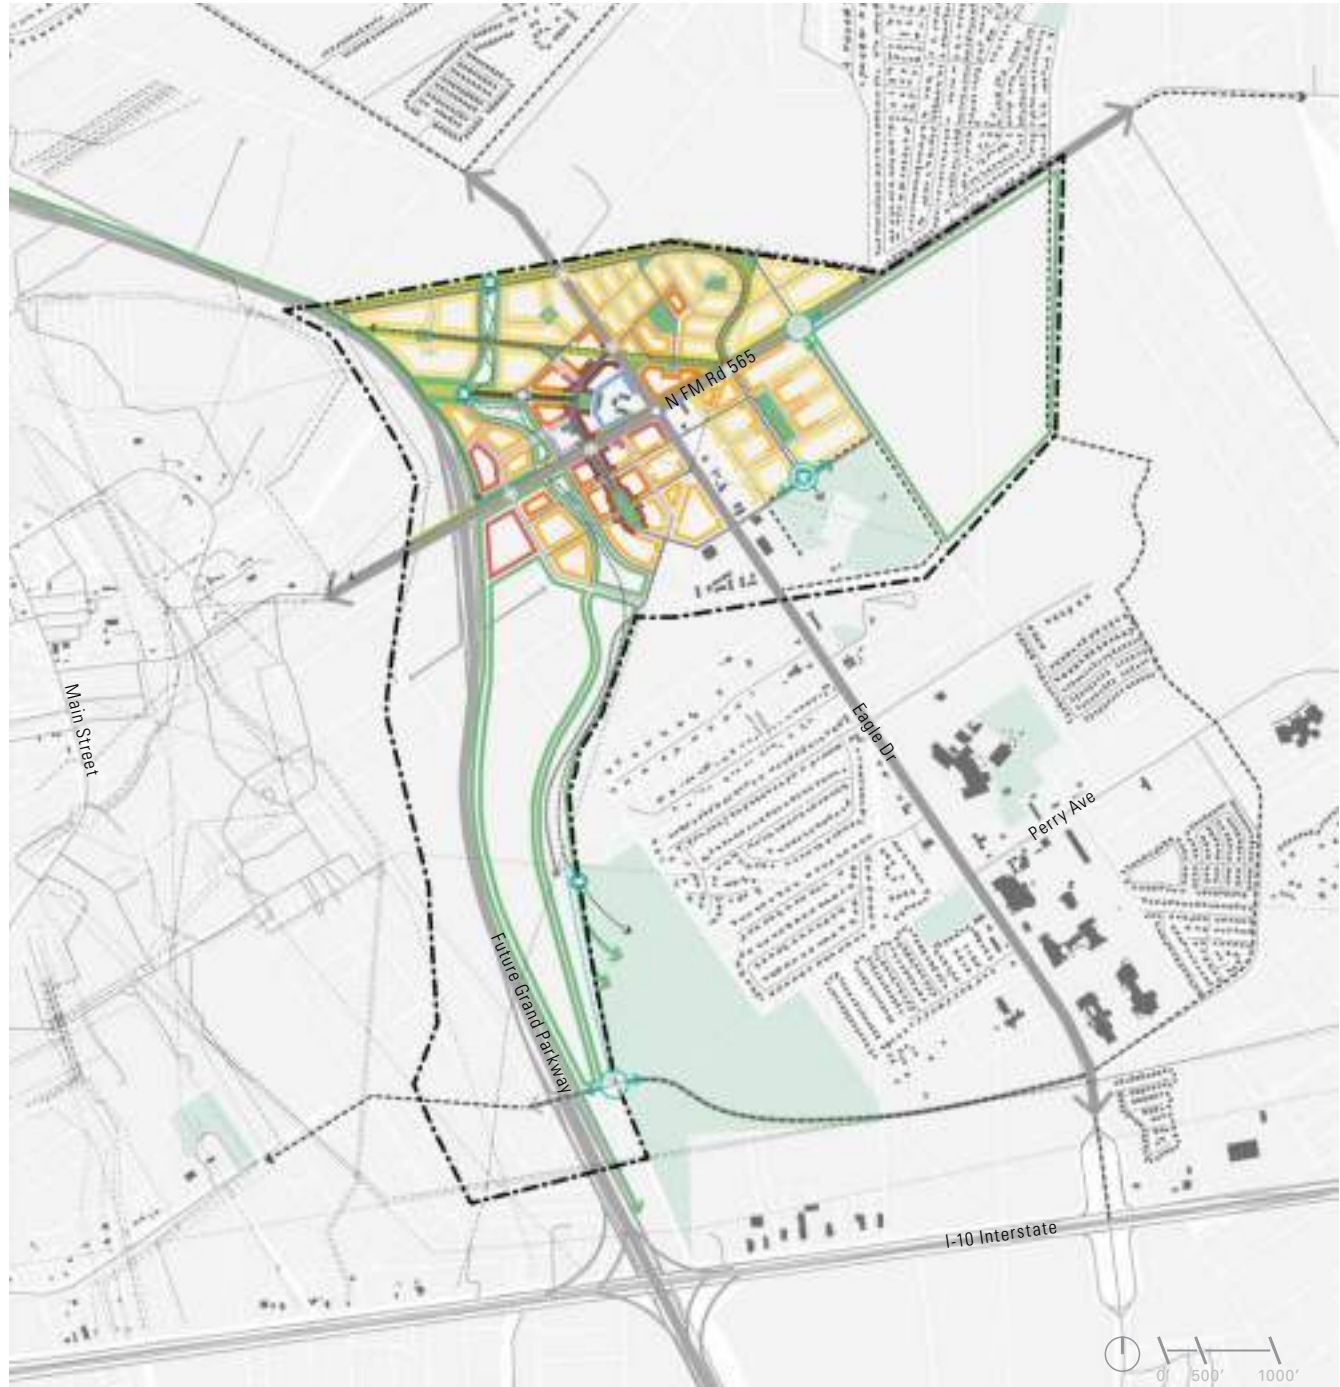 N FM Rd 565
Main Street
Eagle Dr
Perry Ave
Future Grand Parkway
I-10 Interstate
0' 500' 1000'